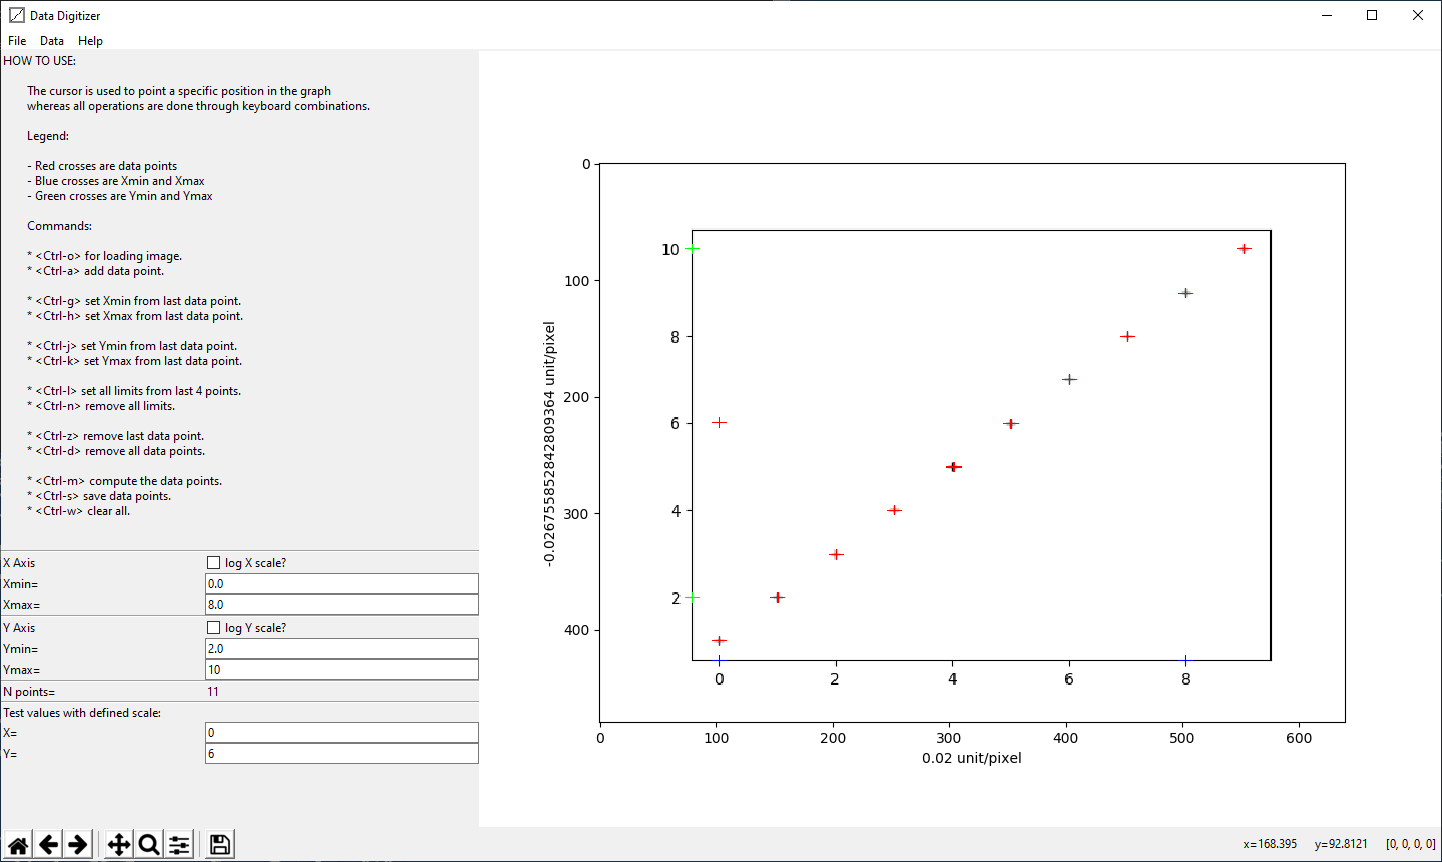 Data Digitizer
File Data Help
HOW TO USE:
The cursor is used to point a specific position in the graph
whereas all operations are done through keyboard combinations.
Legend:
- Red crosses are data points
- Blue crosses are Xmin and Xmax
- Green crosses are Ymin and Ymax
Commands:
* <Ctrl-o> for loading image.
* <Ctrl-a> add data point.
* <Ctrl-g> set Xmin from last data point.
* <Ctrl-h> set Xmax from last data point.
* <Ctrl-j> set Ymin from last data point.
* <Ctrl-k> set Ymax from last data point.
* <Ctrl-l> set all limits from last 4 points.
* <Ctrl-n> remove all limits.
* <Ctrl-z> remove last data point.
* <Ctrl-d> remove all data points.
* <Ctrl-m> compute the data points.
* <Ctrl-s> save data points.
* <Ctrl-w> clear all.
X Axis log X scale?
Xmin= 0.0
Xmax= 8.0
Y Axis log Y scale?
Ymin= 2.0
Ymax= 10
N points= 11
Test values with defined scale:
X= 0
Y= 6
0
100
200
300
400
-0.0267558528428​09364 unit/pixel
10
8
6
4
2
0 2 4 6 8
0 100 200 300 400 500 600
0.02 unit/pixel
x=168.395 y=92.8121 [0, 0, 0, 0]